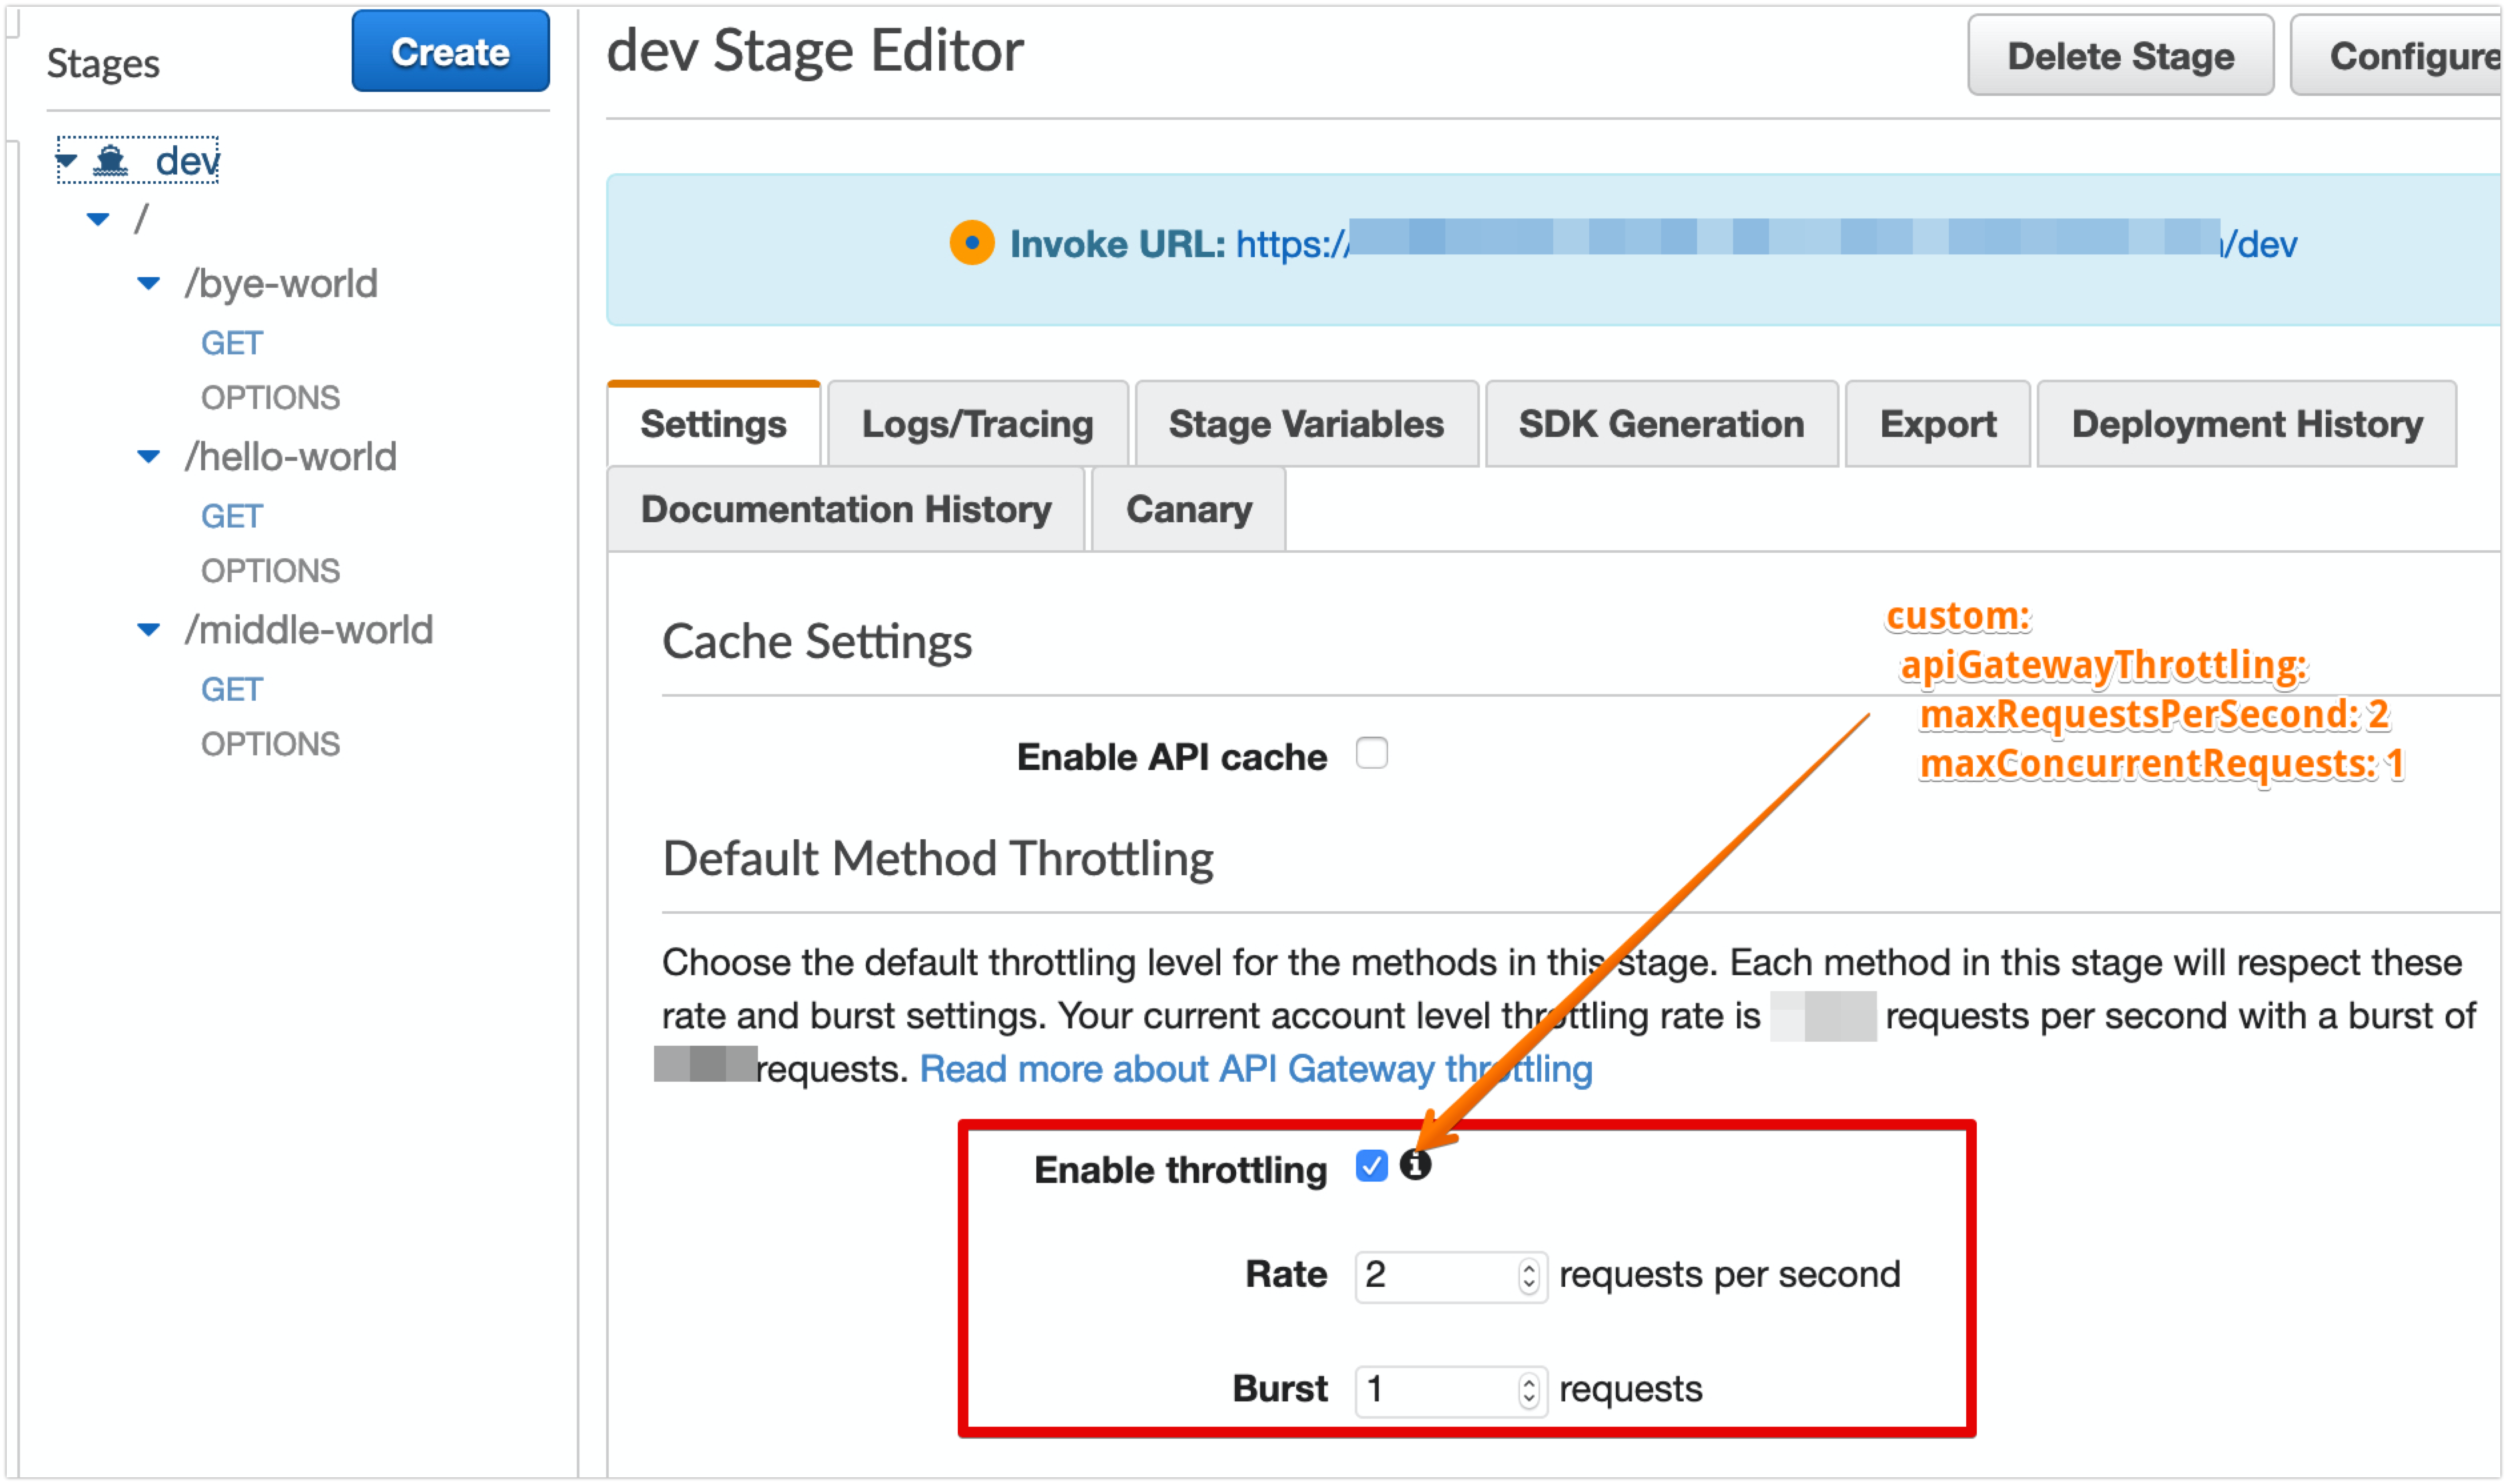 Stages
Create
dev
/
/bye-world
GET
OPTIONS
/hello-world
GET
OPTIONS
/middle-world
GET
OPTIONS
dev Stage Editor
Delete Stage
Configure
Invoke URL: https://
/dev
Settings
Logs/Tracing
Stage Variables
SDK Generation
Export
Deployment History
Documentation History
Canary
Cache Settings
custom:
apiGatewayThrottling:
maxRequestsPerSecond: 2
maxConcurrentRequests: 1
Enable API cache
Default Method Throttling
Choose the default throttling level for the methods in this stage. Each method in this stage will respect these
rate and burst settings. Your current account level throttling rate is requests per second with a burst of
requests. Read more about API Gateway throttling
Enable throttling
Rate 2 requests per second
Burst 1 requests